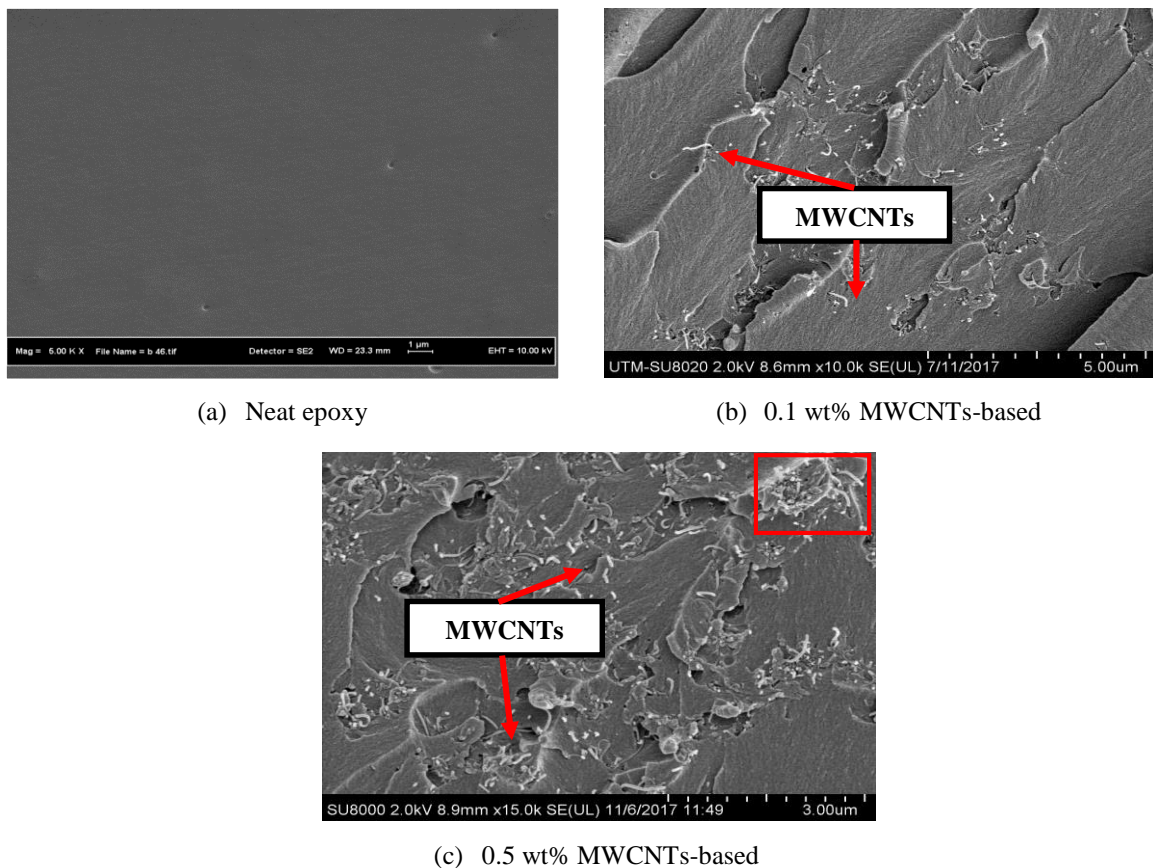 Mag = 5.00 K X File Name = b 46.tif Detector = SE2 WD = 23.3 mm 1 µm EHT = 10.00 kV
(a) Neat epoxy
MWCNTs
UTM-SU8020 2.0kV 8.6mm x10.0k SE(UL) 7/11/2017 5.00um
(b) 0.1 wt% MWCNTs-based
MWCNTs
SU8000 2.0kV 8.9mm x15.0k SE(UL) 11/6/2017 11:49 3.00um
(c) 0.5 wt% MWCNTs-based